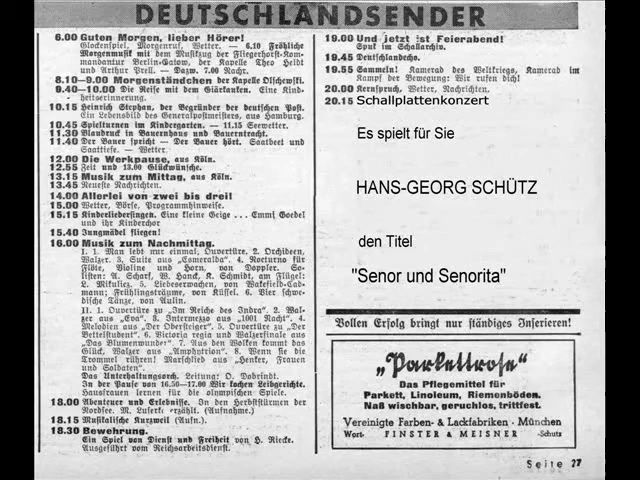 DEUTSCHLANDSENDER
6.00 Guten Morgen, lieber Hörer!
Glockenspiel, Morgenruf, Wetter. — 6.10 Fröhliche
Morgenmusik mit dem Musikzug der Fliegerhorst-Kom-
mandantur Berlin-Gatow, der Kapelle Theo Heldt
und Arthur Prell. — Dazw. 7.00 Nachr.
8.10—9.00 Morgenständchen der Kapelle Olschewski.
9.40—10.00 Die Reise mit dem Giärkasten. Eine Kind-
heitserinnerung.
10.15 Heinrich Stephan, der Begründer der deutschen Post.
Ein Lebensbild des Generalpostmeisters, aus Hamburg.
10.45 Spielturnen im Kindergarten. — 11.15 Seewetter.
11.30 Blaudruck in Bauernhaus und Bauerntracht.
11.40 Der Bauer spricht — Der Bauer hört. Saatbeet und
Saattiefe. — Wetter.
12.00 Die Werkpause, aus Köln.
12.55 Zeit und 13.00 Glückwünsche.
13.15 Musik zum Mittag, aus Köln.
13.45 Neueste Nachrichten.
14.00 Allerlei von zwei bis drei!
15.00 Wetter, Börse, Programmhinweise.
15.15 Kinderliedersingen. Eine kleine Geige . . . Emmi Goedel
und ihr Kinderchor
15.40 Jungmädel fliegen!
16.00 Musik zum Nachmittag.
I. 1. Man lebt nur einmal, Ouvertüre. 2. Orchideen,
Walzer. 3. Suite aus „Esmeralda“. 4. Notturno für
Flöte, Violine und Horn, von Doppler. So-
listen: A. Scharf, W. Hanck, K. Schmidt, am Flügel:
L. Mikuliez. 5. Liebeserwachen, von Wakefield-Cad-
mann; Frühlingsträume, von Küssel. 6. Vier schwe-
dische Tänze, von Aulin.
II. 1. Ouvertüre zu „Im Reiche des Indra“. 2. Wal-
zer aus „Eva“. 3. Intermezzo aus „1001 Nacht“. 4.
Melodien aus „Der Obersteiger“. 5. Ouvertüre zu „Der
Bettelstudent“. 6. Victoria regia und Walzerfinale aus
„Das Blumenwunder“. 7. Aus den Wolken kommt das
Glück, Walzer aus „Amphytrion“. 8. Wenn sie die
Trommel rühren! Marschlied aus „Henker, Frauen
und Soldaten“.
Das Unterhaltungsorch. Leitung: O. Dobrindt.
In der Pause von 16.50—17.00 Wir kochen Leibgerichte.
Hausfrauen lernen für die olympischen Spiele.
18.00 Abenteuer und Erlebnisse. In den Herbststürmen der
Nordsee. M. Luserke erzählt. (Aufnahme.)
18.15 Musikalische Kurzweil (Aufn.).
18.30 Bewehrung.
Ein Spiel von Dienst und Freiheit von H. Riecke.
Ausgeführt vom Reichsarbeitsdienst.
19.00 Und jetzt ist Feierabend!
Spuk im Schallarchiv.
19.45 Deutschlandecho.
19.55 Sammeln! Kamerad des Weltkriegs, Kamerad im
Kampf der Bewegung: Wir rufen dich!
20.00 Kernspruch, Wetter, Nachrichten.
20.15 Schallplattenkonzert
Es spielt für Sie
HANS-GEORG SCHÜTZ
den Titel
"Senor und Senorita"
Vollen Erfolg bringt nur ständiges Inserieren!
„Parkettrose“
Das Pflegemittel für
Parkett, Linoleum, Riemenböden.
Naß wischbar, geruchlos, trittfest.
Vereinigte Farben- & Lackfabriken · München
Wort- FINSTER & MEISNER -Schutz
Seite 27